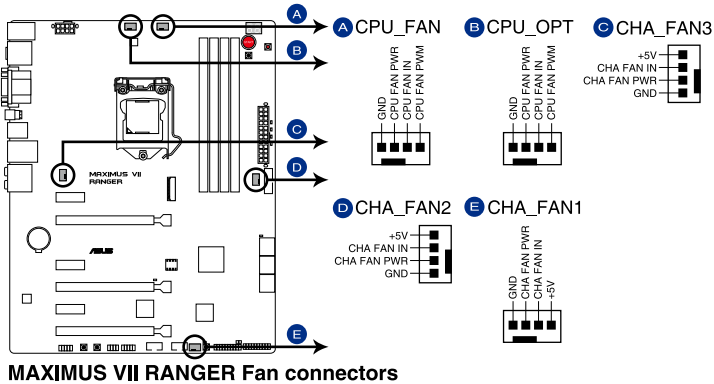 A
B
C
D
E
MAXIMUS VII
RANGER
ASUS
A CPU_FAN
GND
CPU FAN PWR
CPU FAN IN
CPU FAN PWM
B CPU_OPT
GND
CPU FAN PWR
CPU FAN IN
CPU FAN PWM
C CHA_FAN3
+5V
CHA FAN IN
CHA FAN PWR
GND
D CHA_FAN2
+5V
CHA FAN IN
CHA FAN PWR
GND
E CHA_FAN1
GND
CHA FAN PWR
CHA FAN IN
+5V
MAXIMUS VII RANGER Fan connectors